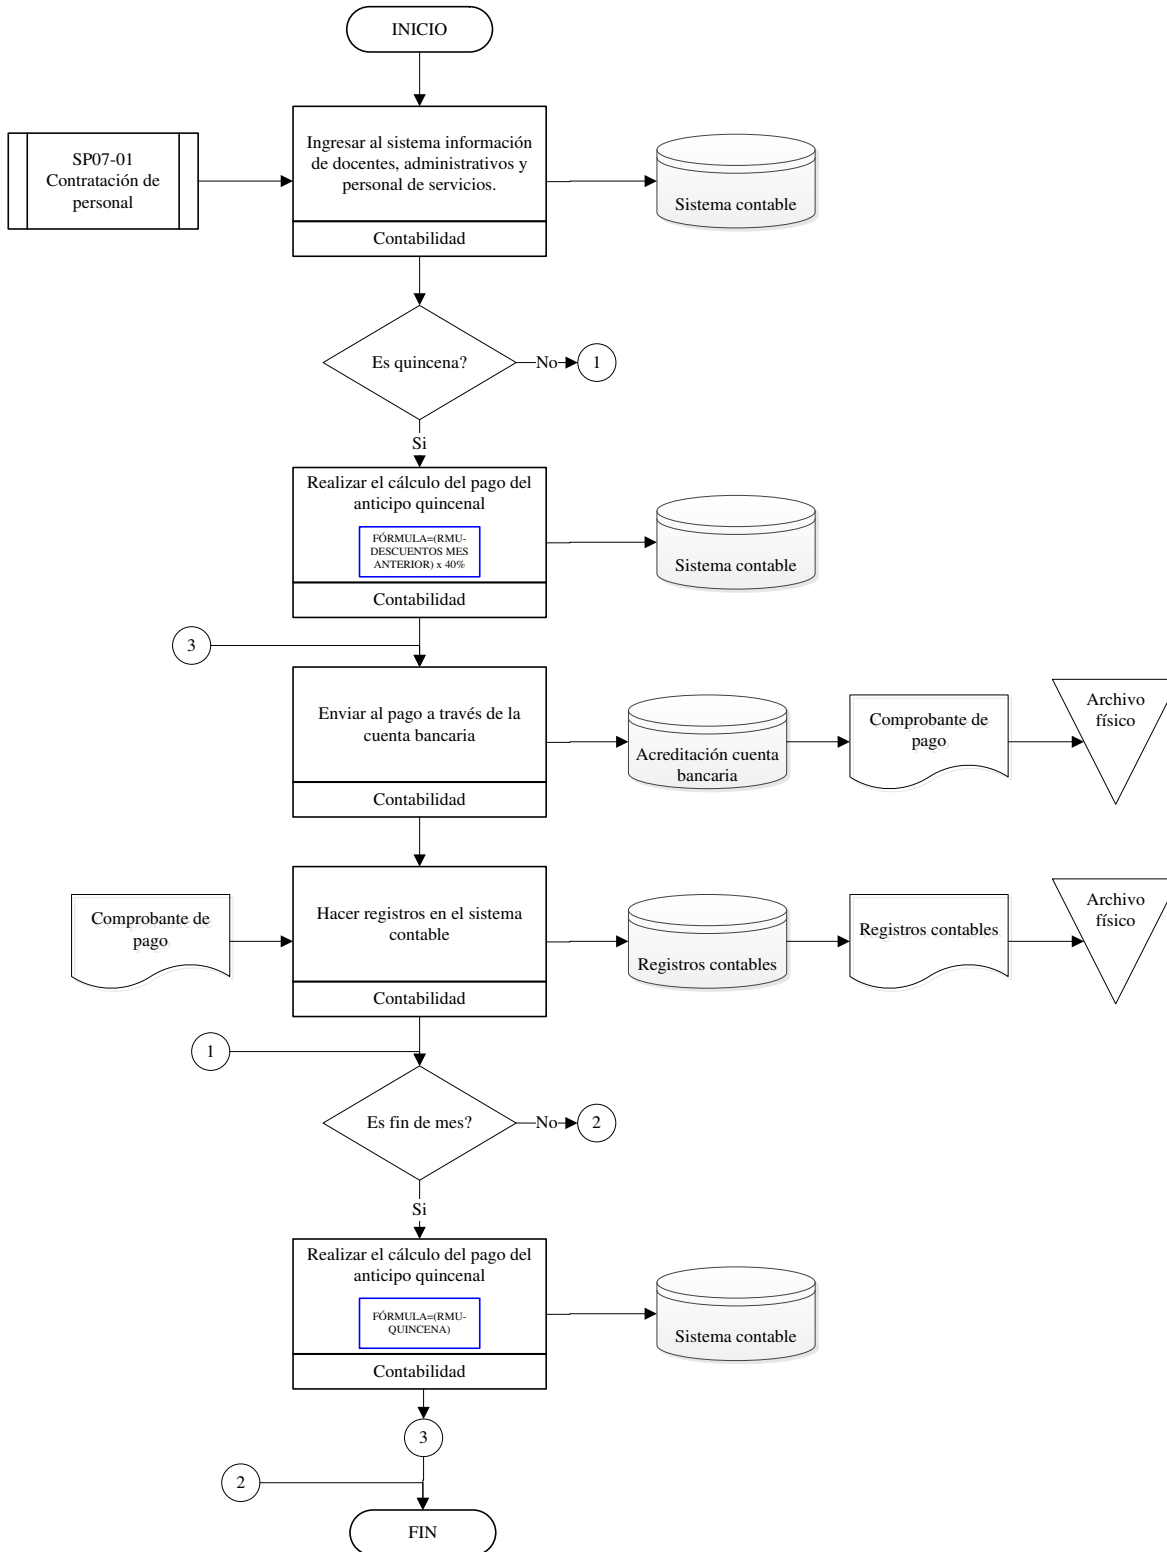 INICIO
SP07-01
Contratación de
personal
Ingresar al sistema información
de docentes, administrativos y
personal de servicios.
Contabilidad
Sistema contable
Es quincena?
No
1
Si
Realizar el cálculo del pago del
anticipo quincenal
FÓRMULA=(RMU-
DESCUENTOS MES
ANTERIOR) x 40%
Contabilidad
Sistema contable
3
Enviar al pago a través de la
cuenta bancaria
Contabilidad
Acreditación cuenta
bancaria
Comprobante de
pago
Archivo
físico
Comprobante de
pago
Hacer registros en el sistema
contable
Contabilidad
Registros contables
Registros contables
Archivo
físico
1
Es fin de mes?
No
2
Si
Realizar el cálculo del pago del
anticipo quincenal
FÓRMULA=(RMU-
QUINCENA)
Contabilidad
Sistema contable
3
2
FIN